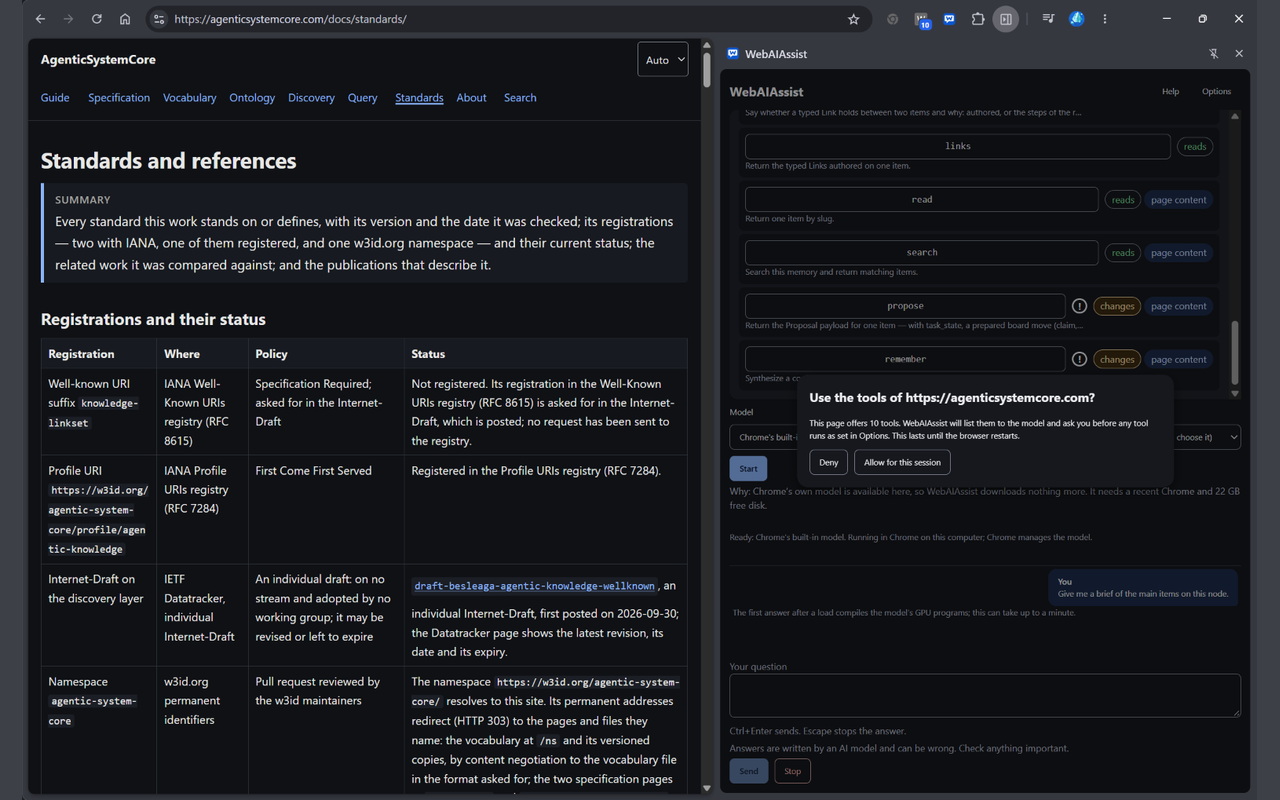 https://agenticsystemcore.com/docs/standards/
10
AgenticSystemCore
Auto
Guide Specification Vocabulary Ontology Discovery Query Standards About Search
Standards and references
SUMMARY
Every standard this work stands on or defines, with its version and the date it was checked; its registrations
— two with IANA, one of them registered, and one w3id.org namespace — and their current status; the
related work it was compared against; and the publications that describe it.
Registrations and their status
Registration Where Policy Status
Well-known URI
suffix knowledge-
linkset
IANA Well-
Known URIs
registry (RFC
8615)
Specification Required;
asked for in the Internet-
Draft
Not registered. Its registration in the Well-Known
URIs registry (RFC 8615) is asked for in the Internet-
Draft, which is posted; no request has been sent to
the registry.
Profile URI
https://w3id.org/
agentic-system-
core/profile/agen
tic-knowledge
IANA Profile
URIs registry
(RFC 7284)
First Come First Served
Registered in the Profile URIs registry (RFC 7284).
Internet-Draft on
the discovery layer
IETF
Datatracker,
individual
Internet-Draft
An individual draft: on no
stream and adopted by no
working group; it may be
revised or left to expire
draft-besleaga-agentic-knowledge-wellknown, an
individual Internet-Draft, first posted on 2026-09-30;
the Datatracker page shows the latest revision, its
date and its expiry.
Namespace
agentic-system-
core
w3id.org
permanent
identifiers
Pull request reviewed by
the w3id maintainers
The namespace https://w3id.org/agentic-system-
core/ resolves to this site. Its permanent addresses
redirect (HTTP 303) to the pages and files they
name: the vocabulary at /ns and its versioned
copies, by content negotiation to the vocabulary file
in the format asked for; the two specification pages
WebAIAssist
WebAIAssist
Help Options
Say whether a typed Link holds between two items and why: authored, or the steps of the r...
links reads
Return the typed Links authored on one item.
read reads page content
Return one item by slug.
search reads page content
Search this memory and return matching items.
propose changes page content
Return the Proposal payload for one item — with task_state, a prepared board move (claim,...
remember changes page content
Synthesize a co
Use the tools of https://agenticsystemcore.com?
This page offers 10 tools. WebAIAssist will list them to the model and ask you before any tool
runs as set in Options. This lasts until the browser restarts.
Deny Allow for this session
Model
Chrome's built-i
choose it)
Start
Why: Chrome's own model is available here, so WebAIAssist downloads nothing more. It needs a recent Chrome and 22 GB
free disk.
Ready: Chrome's built-in model. Running in Chrome on this computer; Chrome manages the model.
You
Give me a brief of the main items on this node.
The first answer after a load compiles the model's GPU programs; this can take up to a minute.
Your question
Ctrl+Enter sends. Escape stops the answer.
Answers are written by an AI model and can be wrong. Check anything important.
Send Stop